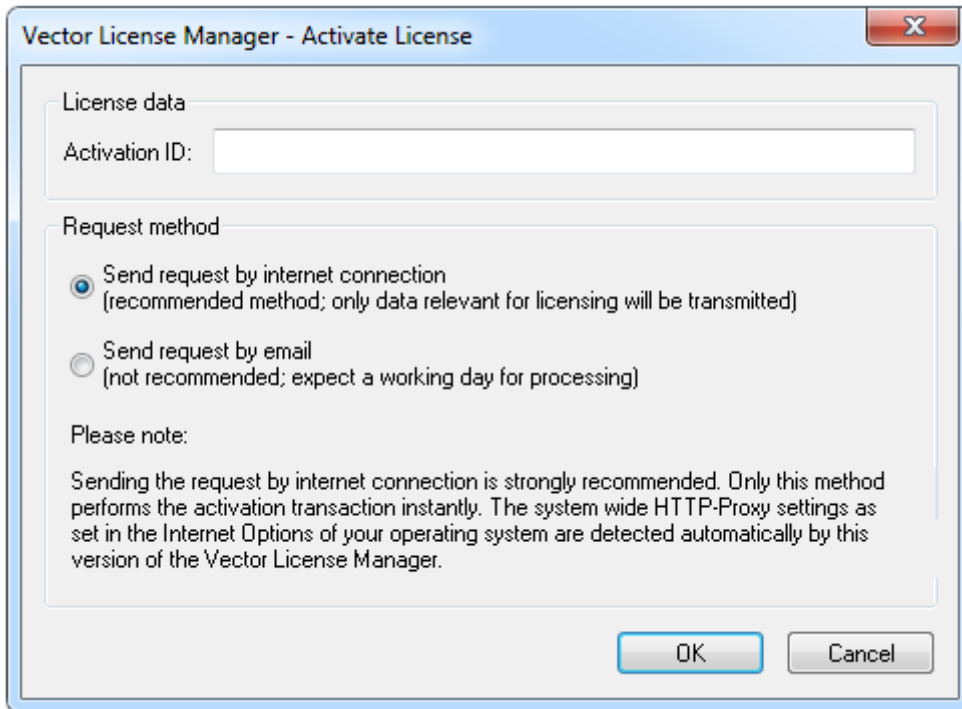 Vector License Manager - Activate License
X
License data
Activation ID:
Request method
Send request by internet connection
(recommended method; only data relevant for licensing will be transmitted)
Send request by email
(not recommended; expect a working day for processing)
Please note:
Sending the request by internet connection is strongly recommended. Only this method
performs the activation transaction instantly. The system wide HTTP-Proxy settings as
set in the Internet Options of your operating system are detected automatically by this
version of the Vector License Manager.
OK
Cancel